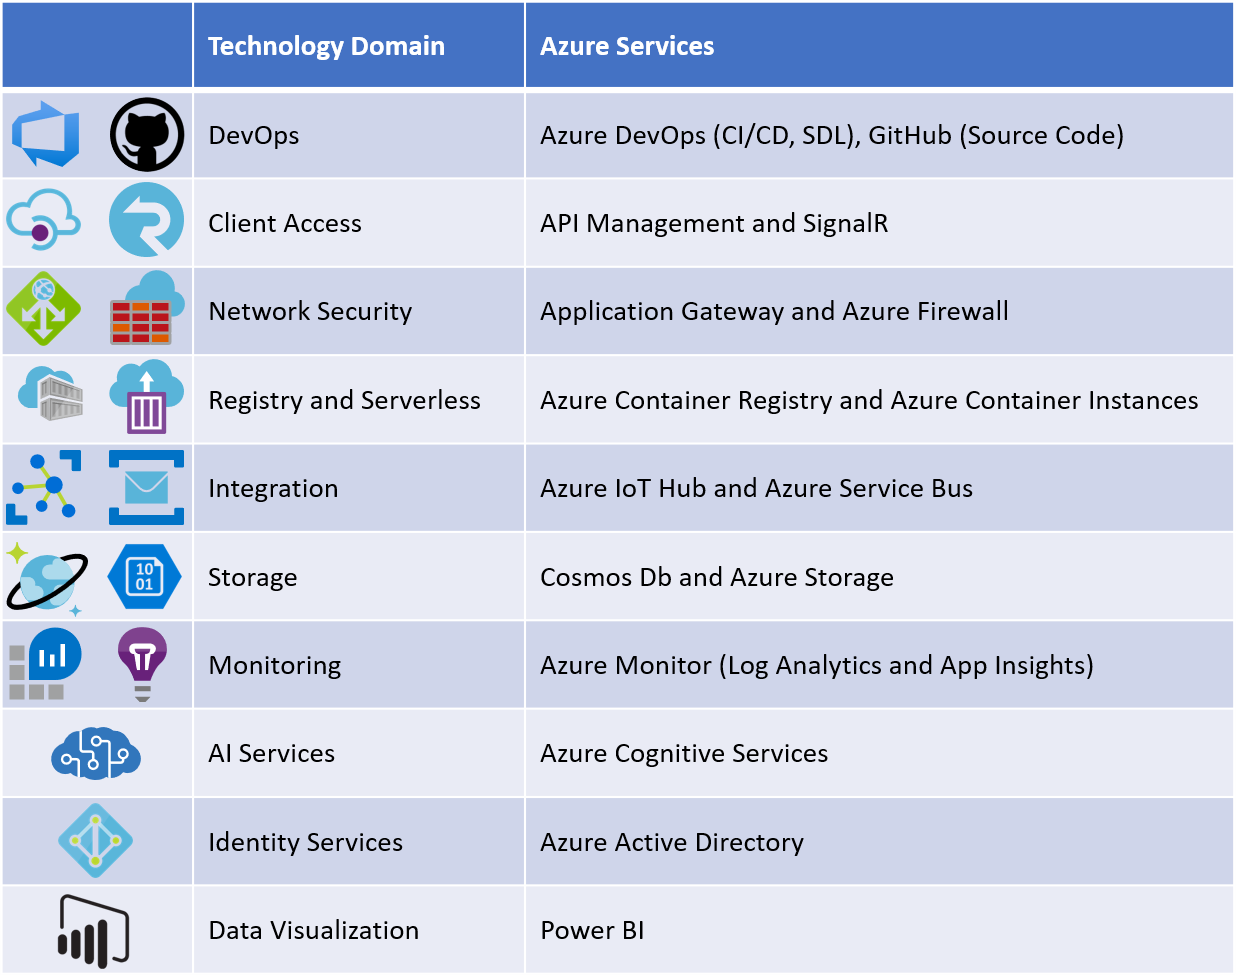 Technology Domain Azure Services
DevOps Azure DevOps (CI/CD, SDL), GitHub (Source Code)
Client Access API Management and SignalR
Network Security Application Gateway and Azure Firewall
Registry and Serverless Azure Container Registry and Azure Container Instances
Integration Azure IoT Hub and Azure Service Bus
10
01
Storage Cosmos Db and Azure Storage
Monitoring Azure Monitor (Log Analytics and App Insights)
AI Services Azure Cognitive Services
Identity Services Azure Active Directory
Data Visualization Power BI